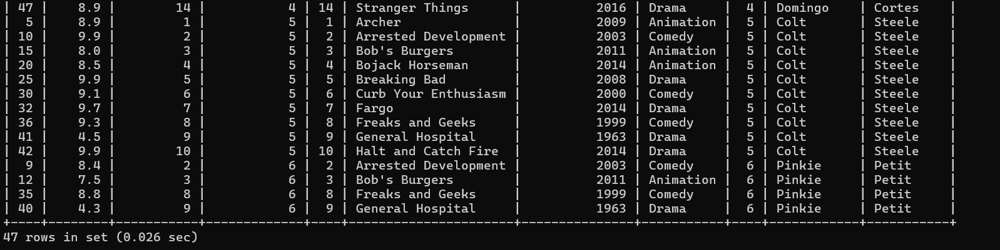 | 47 |    8.9 |        14 |           4 | 14 | Stranger Things      |          2016 | Drama     |  4 | Domingo    | Cortes    |
|  5 |    8.9 |         1 |           5 |  1 | Archer               |          2009 | Animation |  5 | Colt       | Steele    |
| 10 |    9.9 |         2 |           5 |  2 | Arrested Development |          2003 | Comedy    |  5 | Colt       | Steele    |
| 15 |    8.0 |         3 |           5 |  3 | Bob's Burgers        |          2011 | Animation |  5 | Colt       | Steele    |
| 20 |    8.5 |         4 |           5 |  4 | Bojack Horseman      |          2014 | Animation |  5 | Colt       | Steele    |
| 25 |    9.9 |         5 |           5 |  5 | Breaking Bad         |          2008 | Drama     |  5 | Colt       | Steele    |
| 30 |    9.1 |         6 |           5 |  6 | Curb Your Enthusiasm |          2000 | Comedy    |  5 | Colt       | Steele    |
| 32 |    9.7 |         7 |           5 |  7 | Fargo                |          2014 | Drama     |  5 | Colt       | Steele    |
| 36 |    9.3 |         8 |           5 |  8 | Freaks and Geeks     |          1999 | Comedy    |  5 | Colt       | Steele    |
| 41 |    4.5 |         9 |           5 |  9 | General Hospital     |          1963 | Drama     |  5 | Colt       | Steele    |
| 42 |    9.9 |        10 |           5 | 10 | Halt and Catch Fire  |          2014 | Drama     |  5 | Colt       | Steele    |
|  9 |    8.4 |         2 |           6 |  2 | Arrested Development |          2003 | Comedy    |  6 | Pinkie     | Petit     |
| 12 |    7.5 |         3 |           6 |  3 | Bob's Burgers        |          2011 | Animation |  6 | Pinkie     | Petit     |
| 35 |    8.8 |         8 |           6 |  8 | Freaks and Geeks     |          1999 | Comedy    |  6 | Pinkie     | Petit     |
| 40 |    4.3 |         9 |           6 |  9 | General Hospital     |          1963 | Drama     |  6 | Pinkie     | Petit     |
+----+--------+-----------+-------------+----+----------------------+---------------+-----------+----+------------+-----------+
47 rows in set (0.026 sec)